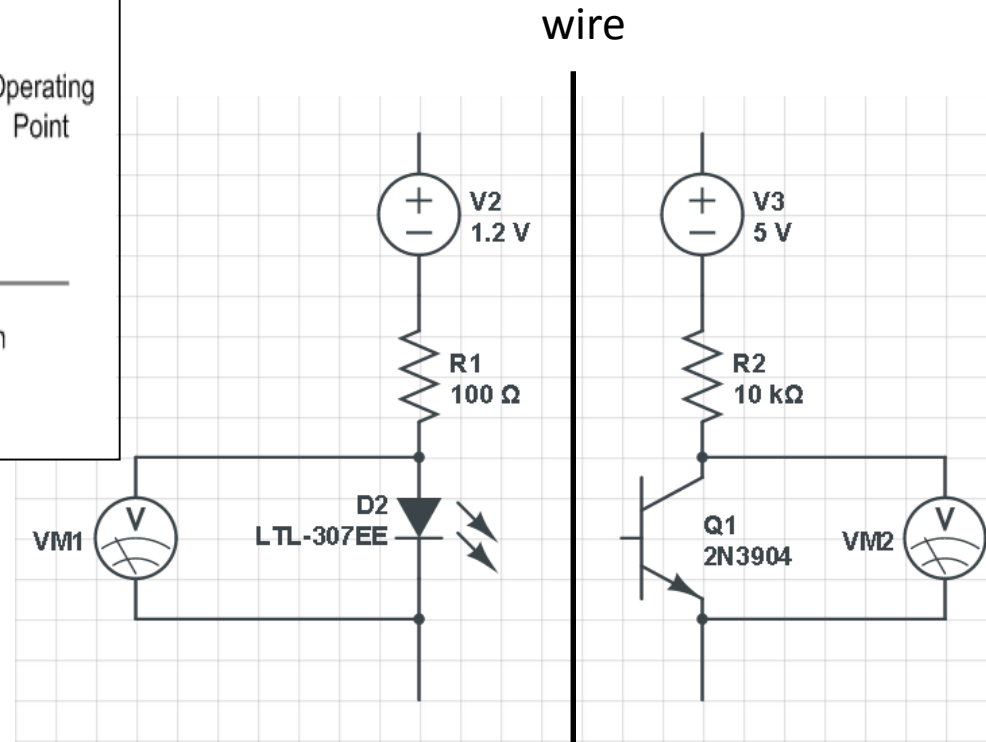 wire
Operating
Point
V2
1.2 V
V3
5 V
R1
100 Ω
R2
10 kΩ
D2
LTL-307EE
V
VM1
Q1
2N3904
V
VM2